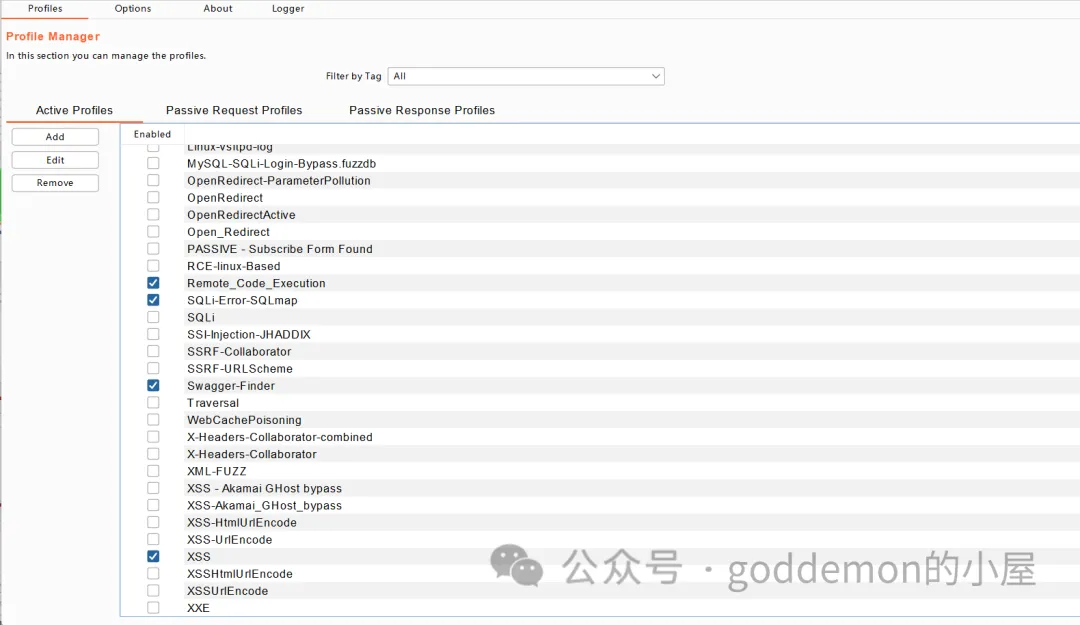 Profiles Options About Logger
Profile Manager
In this section you can manage the profiles.
Filter by Tag All
Active Profiles Passive Request Profiles Passive Response Profiles
Add
Edit
Remove
Enabled
Linux-vsftpd-log
MySQL-SQLi-Login-Bypass.fuzzdb
OpenRedirect-ParameterPollution
OpenRedirect
OpenRedirectActive
Open_Redirect
PASSIVE - Subscribe Form Found
RCE-linux-Based
Remote_Code_Execution
SQLi-Error-SQLmap
SQLi
SSI-Injection-JHADDIX
SSRF-Collaborator
SSRF-URLScheme
Swagger-Finder
Traversal
WebCachePoisoning
X-Headers-Collaborator-combined
X-Headers-Collaborator
XML-FUZZ
XSS - Akamai GHost bypass
XSS-Akamai_GHost_bypass
XSS-HtmlUrlEncode
XSS-UrlEncode
XSS
XSSHtmlUrlEncode
XSSUrlEncode
XXE
公众号 · goddemon的小屋